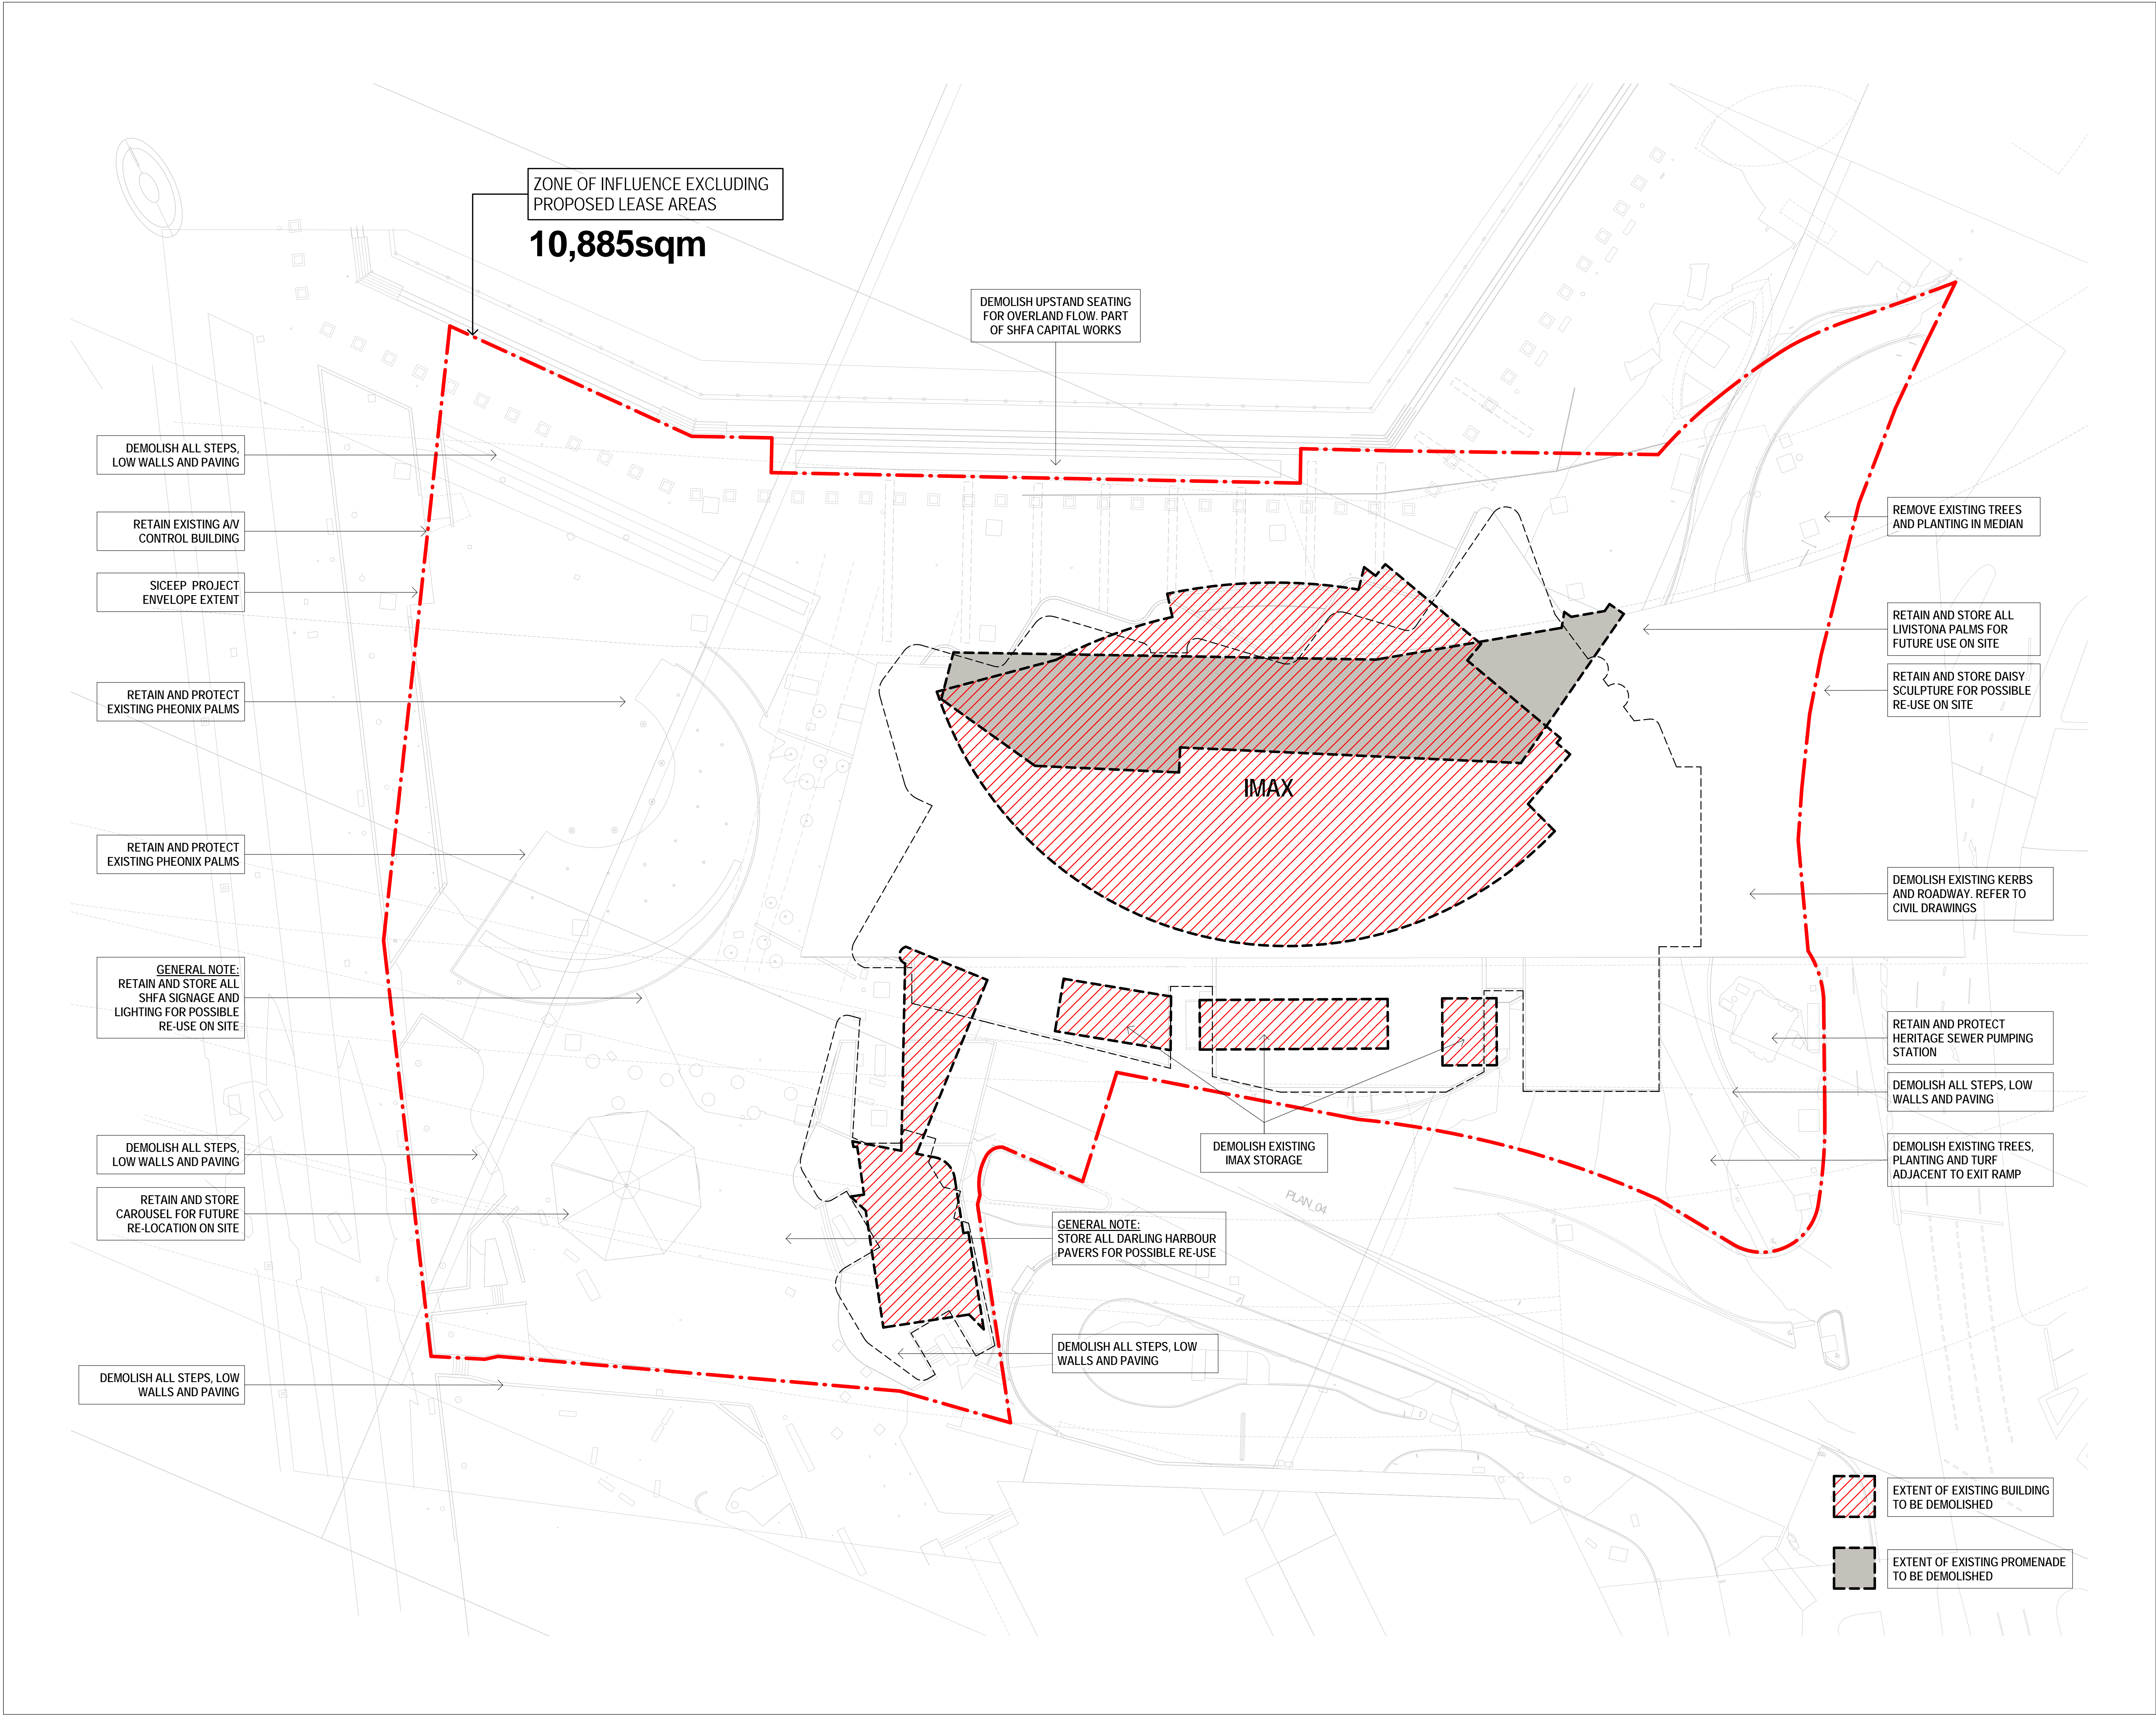 ZONE OF INFLUENCE EXCLUDING
PROPOSED LEASE AREAS
10,885sqm
DEMOLISH UPSTAND SEATING
FOR OVERLAND FLOW. PART
OF SHFA CAPITAL WORKS
DEMOLISH ALL STEPS,
LOW WALLS AND PAVING
RETAIN EXISTING A/V
CONTROL BUILDING
SICEEP PROJECT
ENVELOPE EXTENT
RETAIN AND PROTECT
EXISTING PHEONIX PALMS
RETAIN AND PROTECT
EXISTING PHEONIX PALMS
GENERAL NOTE:
RETAIN AND STORE ALL
SHFA SIGNAGE AND
LIGHTING FOR POSSIBLE
RE-USE ON SITE
DEMOLISH ALL STEPS,
LOW WALLS AND PAVING
RETAIN AND STORE
CAROUSEL FOR FUTURE
RE-LOCATION ON SITE
DEMOLISH ALL STEPS, LOW
WALLS AND PAVING
IMAX
DEMOLISH EXISTING
IMAX STORAGE
PLAN_04
GENERAL NOTE:
STORE ALL DARLING HARBOUR
PAVERS FOR POSSIBLE RE-USE
DEMOLISH ALL STEPS, LOW
WALLS AND PAVING
REMOVE EXISTING TREES
AND PLANTING IN MEDIAN
RETAIN AND STORE ALL
LIVISTONA PALMS FOR
FUTURE USE ON SITE
RETAIN AND STORE DAISY
SCULPTURE FOR POSSIBLE
RE-USE ON SITE
DEMOLISH EXISTING KERBS
AND ROADWAY. REFER TO
CIVIL DRAWINGS
RETAIN AND PROTECT
HERITAGE SEWER PUMPING
STATION
DEMOLISH ALL STEPS, LOW
WALLS AND PAVING
DEMOLISH EXISTING TREES,
PLANTING AND TURF
ADJACENT TO EXIT RAMP
EXTENT OF EXISTING BUILDING
TO BE DEMOLISHED
EXTENT OF EXISTING PROMENADE
TO BE DEMOLISHED